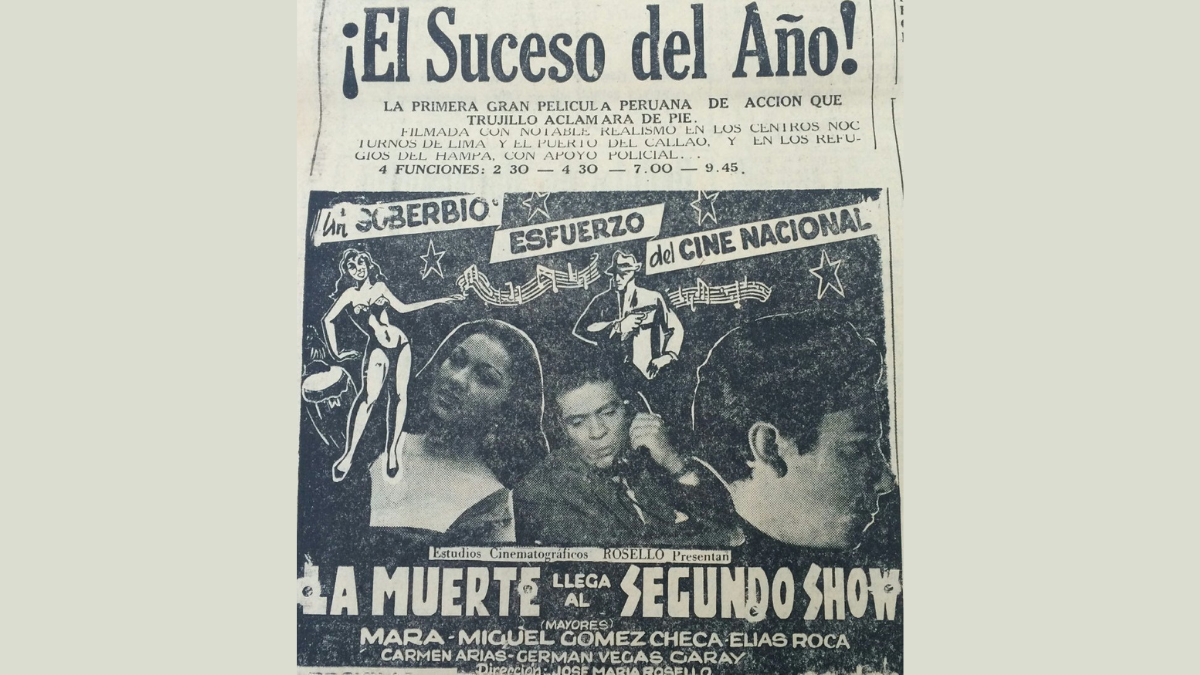 ¡El Suceso del Año!
LA PRIMERA GRAN PELICULA PERUANA DE ACCION QUE
TRUJILLO ACLAMARA DE PIE.
FILMADA CON NOTABLE REALISMO EN LOS CENTROS NOC
TURNOS DE LIMA Y EL PUERTO DEL CALLAO, Y EN LOS REFU-
GIOS DEL HAMPA, CON APOYO POLICIAL...
4 FUNCIONES: 2 30 — 4 30 — 7.00 — 9.45.
Un SOBERBIO
ESFUERZO
del CINE NACIONAL
Estudios Cinematográficos ROSELLO Presentan
LA MUERTE LLEGA AL SEGUNDO SHOW
(MAYORES)
MARA-MIGUEL GOMEZ CHECA-ELIAS ROCA
CARMEN ARIAS-GERMAN VEGAS GARAY
Dirección: JOSE MARIA ROSELLO